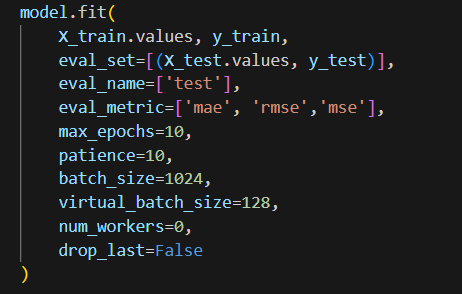 model.fit(
    X_train.values, y_train,
    eval_set=[(X_test.values, y_test)],
    eval_name=['test'],
    eval_metric=['mae', 'rmse','mse'],
    max_epochs=10,
    patience=10,
    batch_size=1024,
    virtual_batch_size=128,
    num_workers=0,
    drop_last=False
)